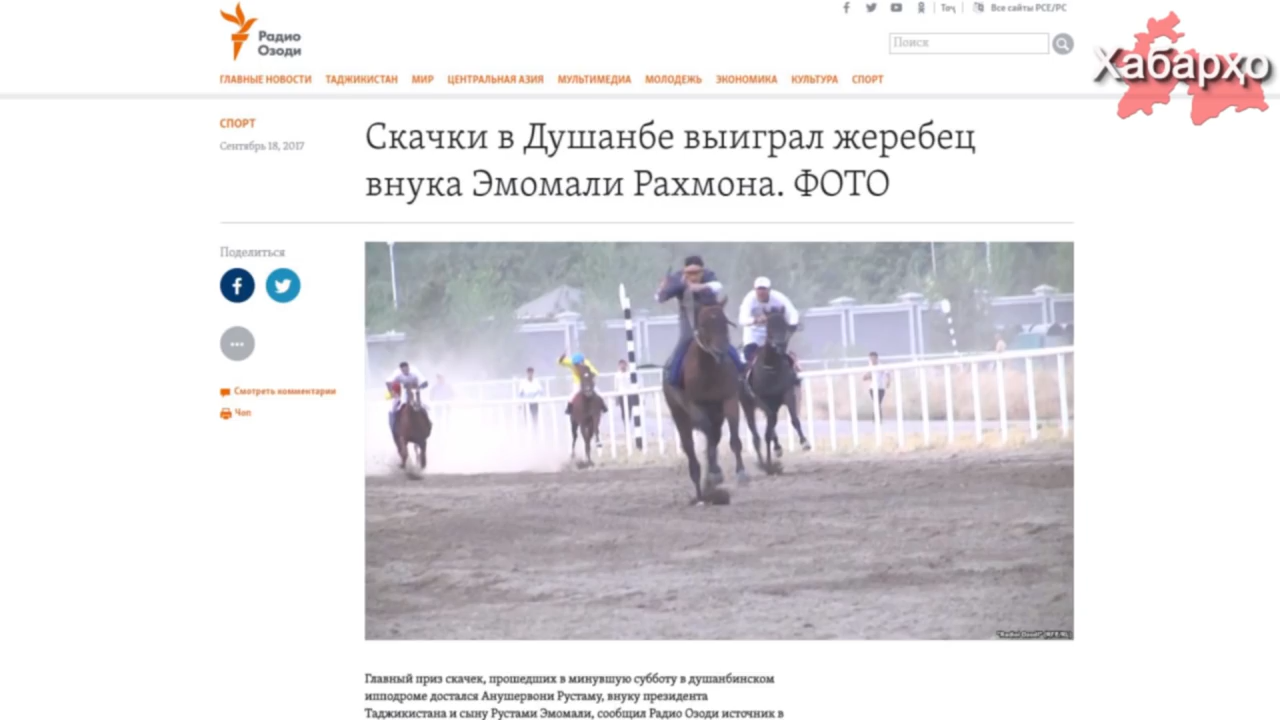 Радио
Озоди
Тоҷ
Все сайты РСЕ/РС
Поиск
Хабарҳо
ГЛАВНЫЕ НОВОСТИ ТАДЖИКИСТАН МИР ЦЕНТРАЛЬНАЯ АЗИЯ МУЛЬТИМЕДИА МОЛОДЕЖЬ ЭКОНОМИКА КУЛЬТУРА СПОРТ
СПОРТ
Сентябрь 18, 2017
Скачки в Душанбе выиграл жеребец
внука Эмомали Рахмона. ФОТО
Поделиться
Смотреть комментарии
Чоп
Главный приз скачек, прошедших в минувшую субботу в душанбинском
ипподроме достался Анушервони Рустаму, внуку президента
Таджикистана и сыну Рустами Эмомали, сообщил Радио Озоди источник в